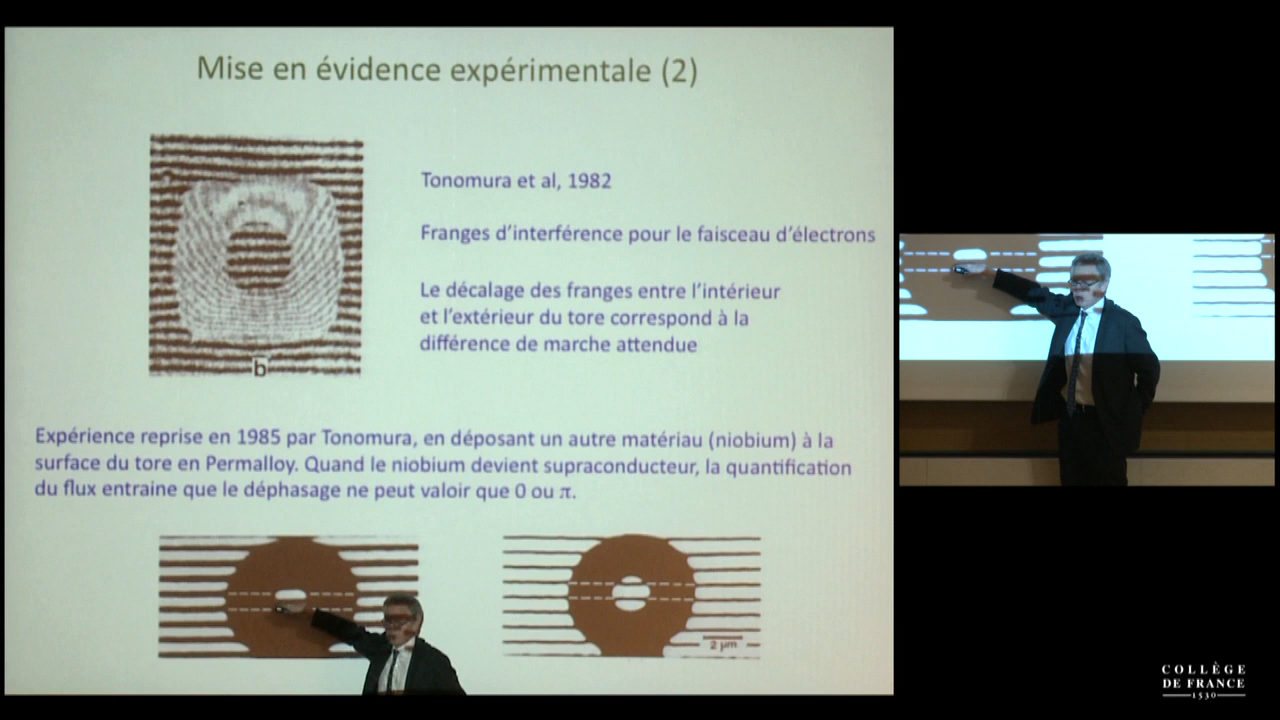 Mise en évidence expérimentale (2)
Tonomura et al, 1982
Franges d'interférence pour le faisceau d'électrons
Le décalage des franges entre l'intérieur
et l'extérieur du tore correspond à la
différence de marche attendue
b
Expérience reprise en 1985 par Tonomura, en déposant un autre matériau (niobium) à la
surface du tore en Permalloy. Quand le niobium devient supraconducteur, la quantification
du flux entraine que le déphasage ne peut valoir que 0 ou π.
2 μm
COLLÈGE
DE FRANCE
1530